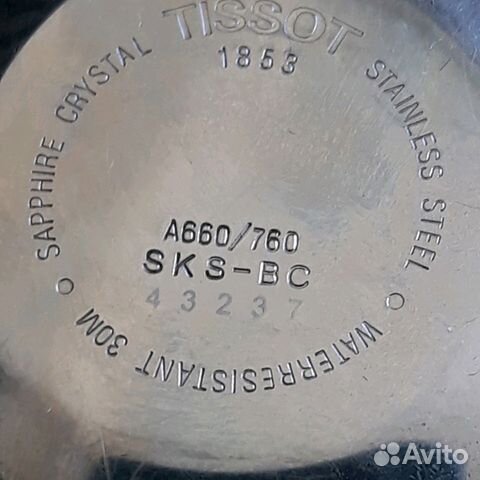 TISSOT
1853
SAPPHIRE CRYSTAL
STAINLESS STEEL
A660/760
SKS-BC
43237
WATERRESISTANT 30M
Avito